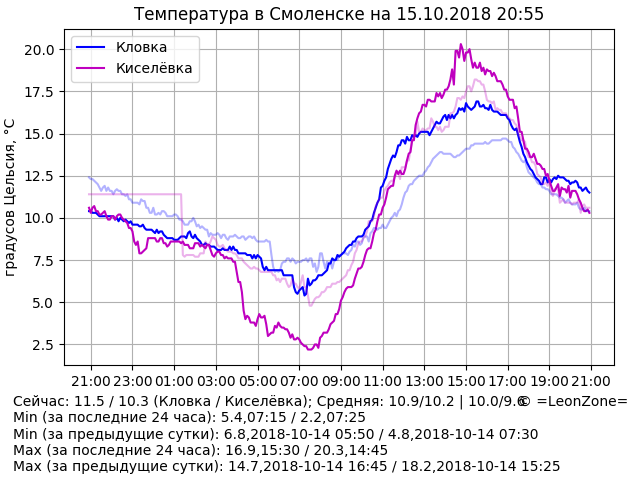 Температура в Смоленске на 15.10.2018 20:55
Кловка
Киселёвка
градусов Цельсия, °C
20.0
17.5
15.0
12.5
10.0
7.5
5.0
2.5
21:00 23:00 01:00 03:00 05:00 07:00 09:00 11:00 13:00 15:00 17:00 19:00 21:00
Сейчас: 11.5 / 10.3 (Кловка / Киселёвка); Средняя: 10.9/10.2 | 10.0/9.6 © =LeonZone=
Min (за последние 24 часа): 5.4,07:15 / 2.2,07:25
Min (за предыдущие сутки): 6.8,2018-10-14 05:50 / 4.8,2018-10-14 07:30
Max (за последние 24 часа): 16.9,15:30 / 20.3,14:45
Max (за предыдущие сутки): 14.7,2018-10-14 16:45 / 18.2,2018-10-14 15:25